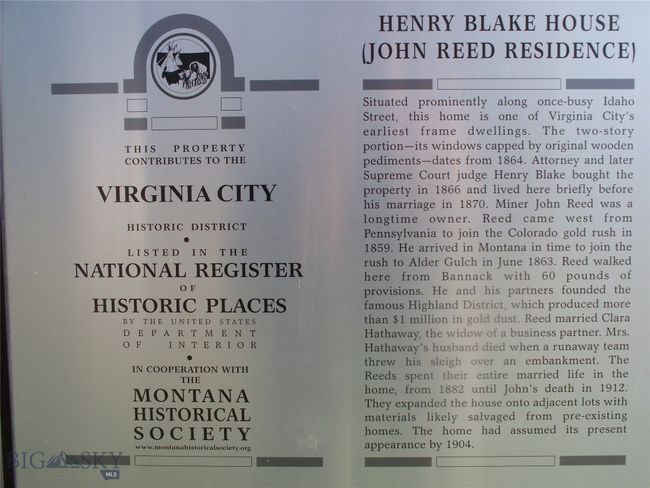 THIS PROPERTY
CONTRIBUTES TO THE
VIRGINIA CITY
HISTORIC DISTRICT
•
LISTED IN THE
NATIONAL REGISTER
OF
HISTORIC PLACES
BY THE UNITED STATES
DEPARTMENT
OF INTERIOR
•
IN COOPERATION WITH
THE
MONTANA
HISTORICAL
SOCIETY
www.montanahistoricalsociety.org
HENRY BLAKE HOUSE
(JOHN REED RESIDENCE)
Situated prominently along once-busy Idaho
Street, this home is one of Virginia City's
earliest frame dwellings. The two-story
portion—its windows capped by original wooden
pediments—dates from 1864. Attorney and later
Supreme Court judge Henry Blake bought the
property in 1866 and lived here briefly before
his marriage in 1870. Miner John Reed was a
longtime owner. Reed came west from
Pennsylvania to join the Colorado gold rush in
1859. He arrived in Montana in time to join the
rush to Alder Gulch in June 1863. Reed walked
here from Bannack with 60 pounds of
provisions. He and his partners founded the
famous Highland District, which produced more
than $1 million in gold dust. Reed married Clara
Hathaway, the widow of a business partner. Mrs.
Hathaway's husband died when a runaway team
threw his sleigh over an embankment. The
Reeds spent their entire married life in the
home, from 1882 until John's death in 1912.
They expanded the house onto adjacent lots with
materials likely salvaged from pre-existing
homes. The home had assumed its present
appearance by 1904.
BIG SKY
MLS